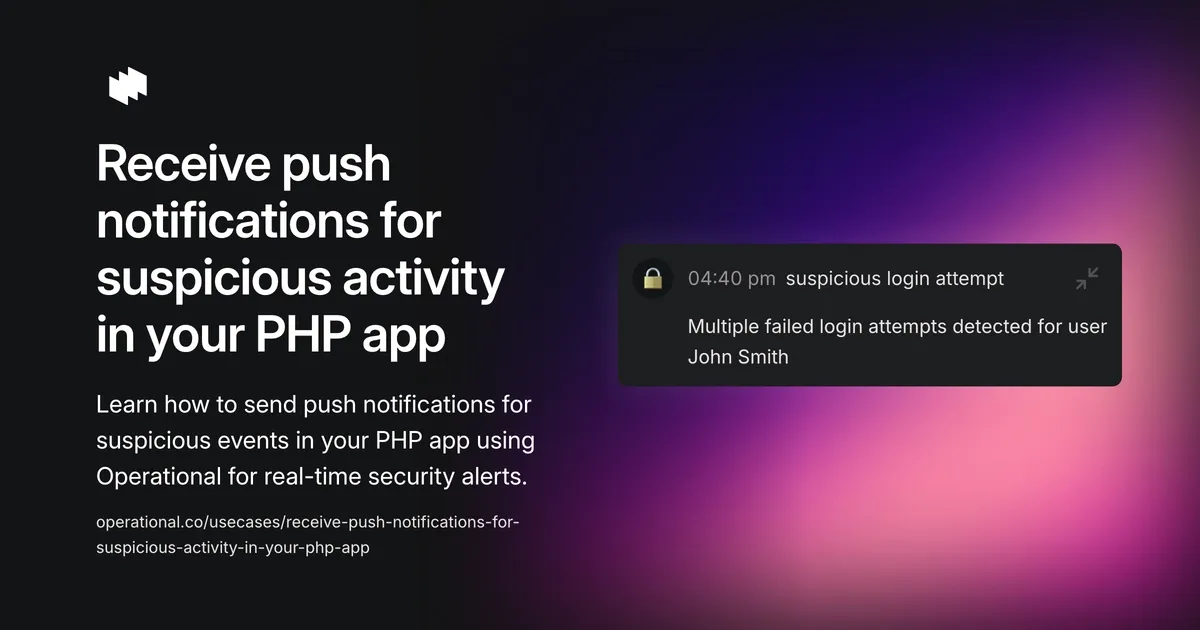 Receive push
notifications for
suspicious activity
in your PHP app
Learn how to send push notifications for
suspicious events in your PHP app using
Operational for real-time security alerts.
operational.co/usecases/receive-push-notifications-for-
suspicious-activity-in-your-php-app
04:40 pm suspicious login attempt
Multiple failed login attempts detected for user
John Smith